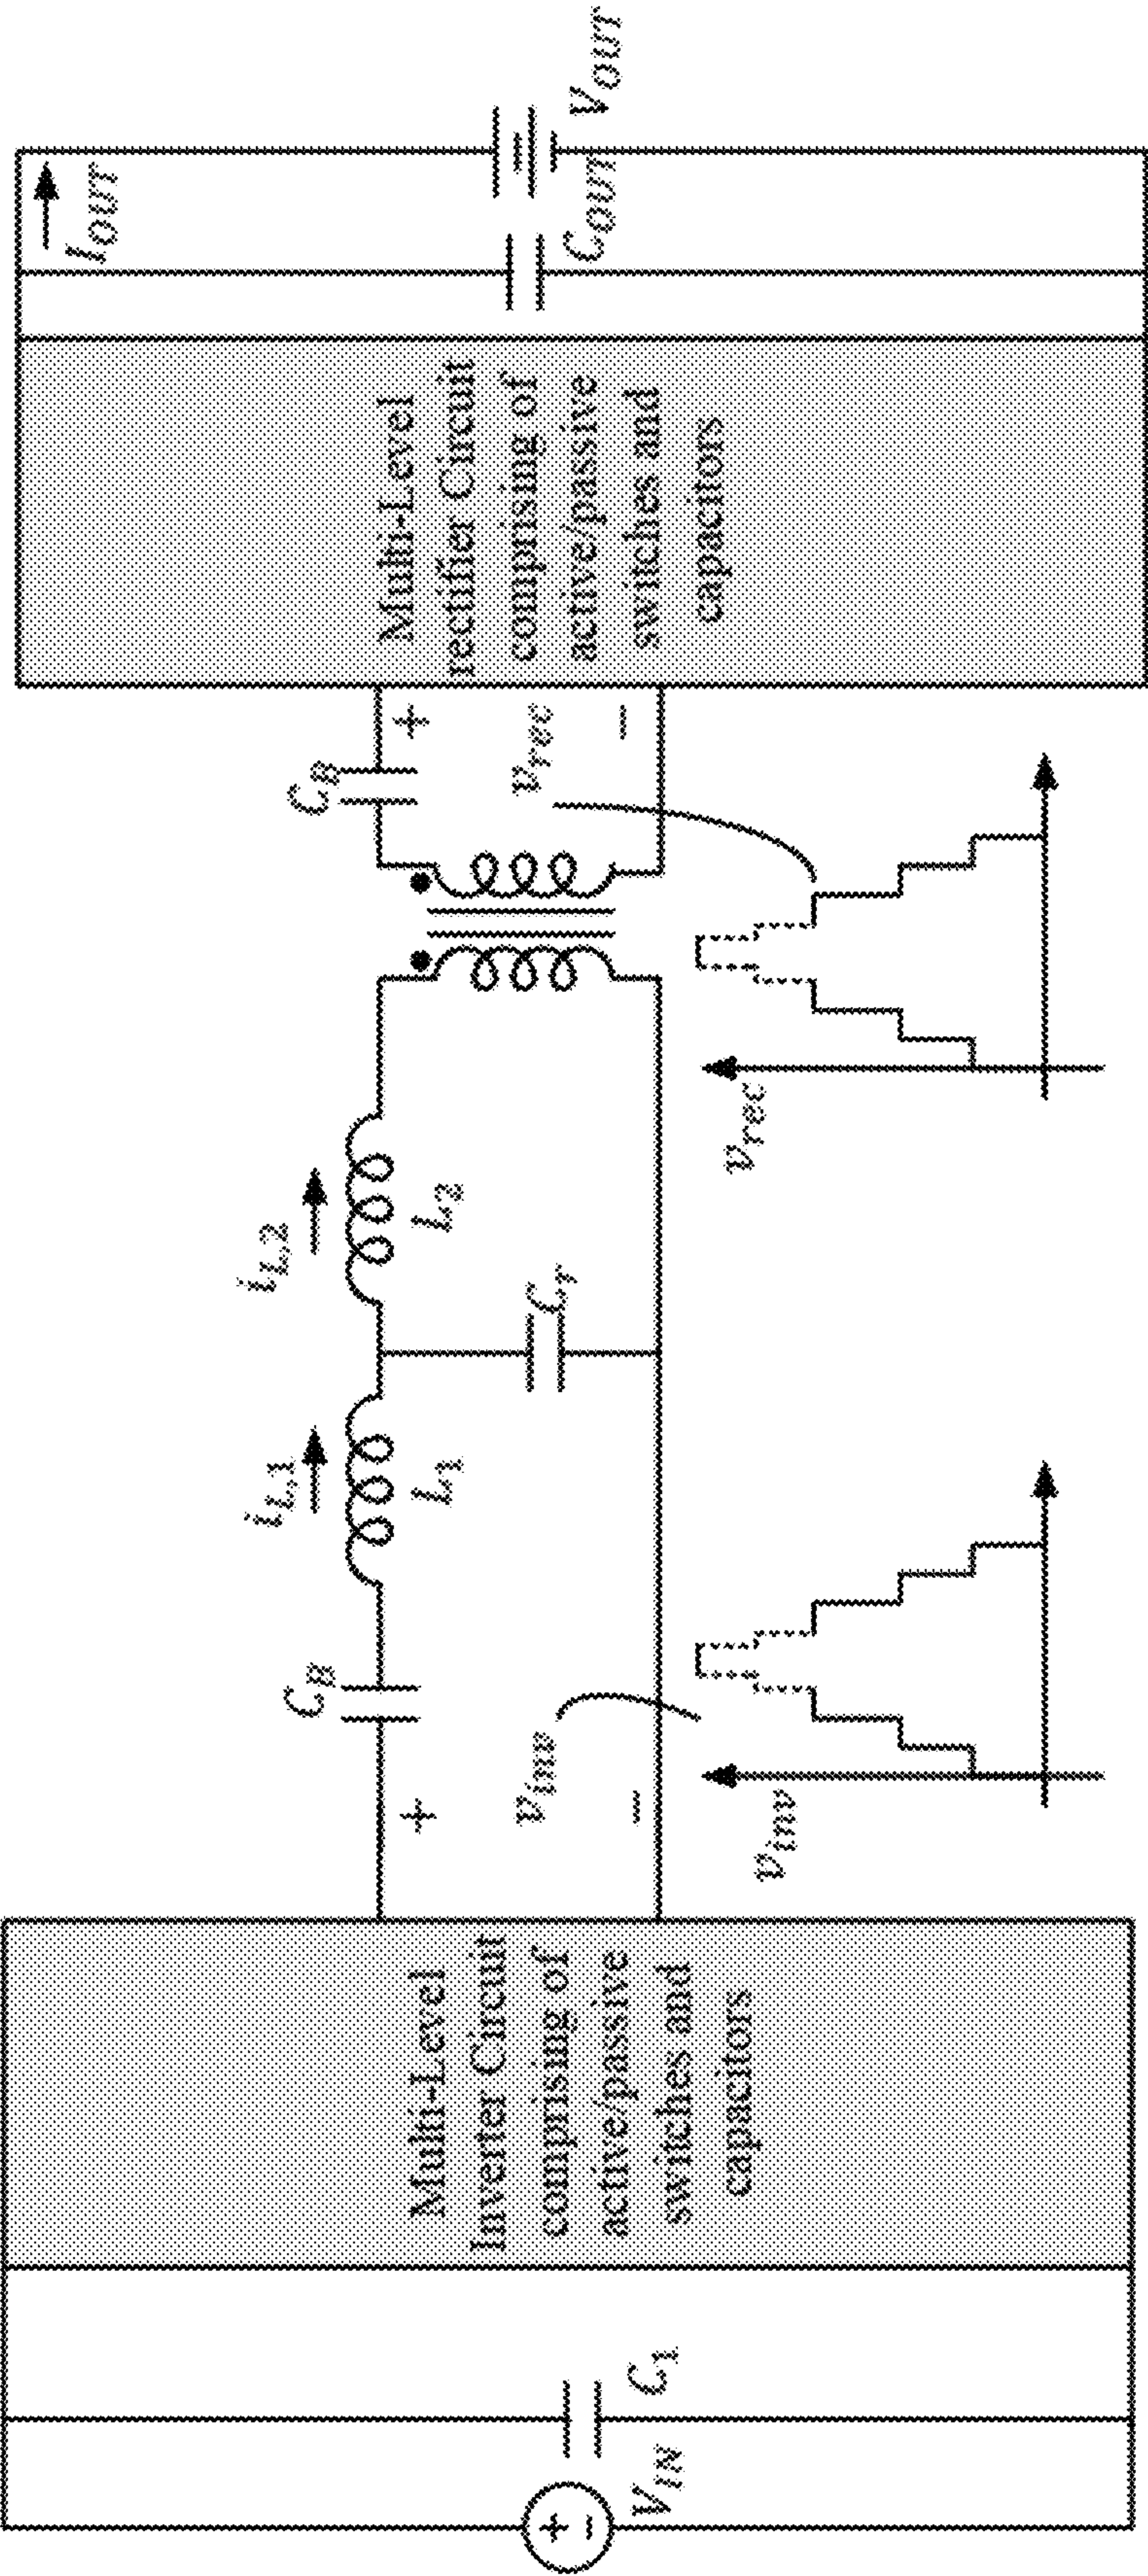 V_IN
C_1
Multi-Level
Inverter Circuit
comprising of
active/passive
switches and
capacitors
+
v_inv
−
C_B
i_L,1
L_1
i_L,2
L_2
C_r
C_B
+
v_rec
−
Multi-Level
rectifier Circuit
comprising of
active/passive
switches and
capacitors
I_OUT
C_OUT
V_OUT
v_inv
v_rec